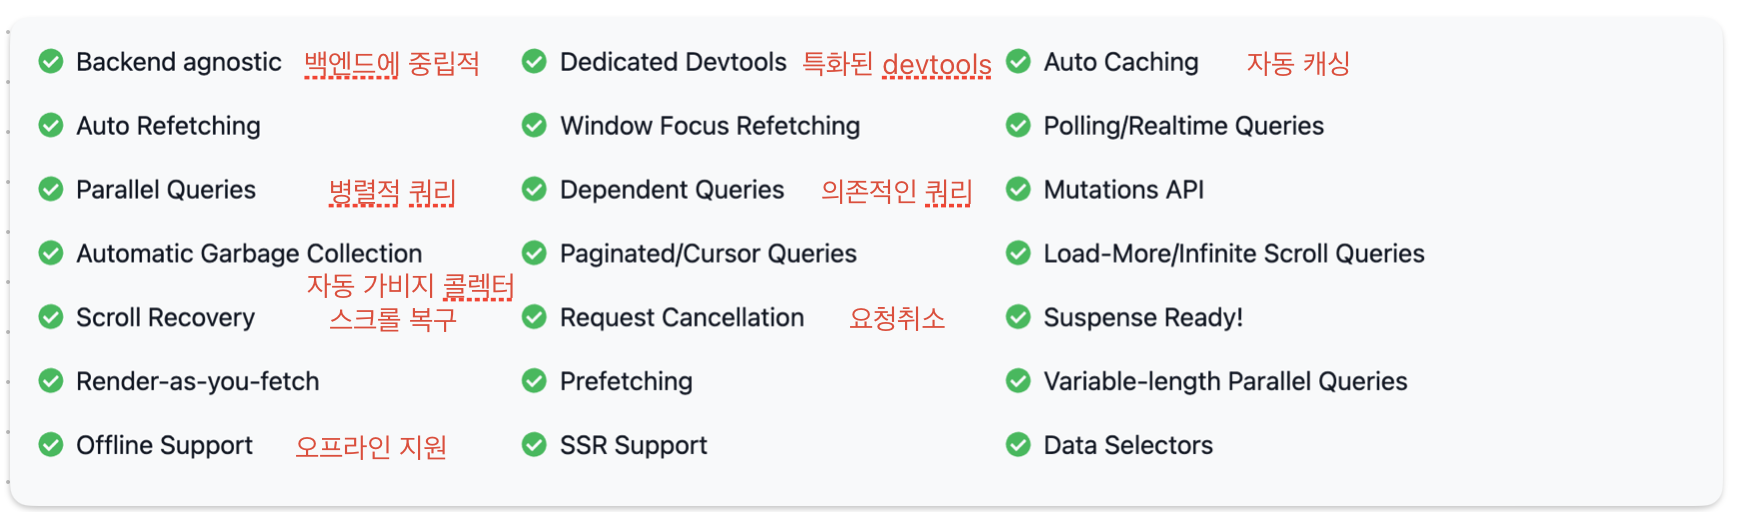 Backend agnostic 백엔드에 중립적 Dedicated Devtools 특화된 devtools Auto Caching 자동 캐싱
Auto Refetching Window Focus Refetching Polling/Realtime Queries
Parallel Queries 병렬적 쿼리 Dependent Queries 의존적인 쿼리 Mutations API
Automatic Garbage Collection Paginated/Cursor Queries Load-More/Infinite Scroll Queries
자동 가비지 콜렉터
Scroll Recovery 스크롤 복구 Request Cancellation 요청취소 Suspense Ready!
Render-as-you-fetch Prefetching Variable-length Parallel Queries
Offline Support 오프라인 지원 SSR Support Data Selectors